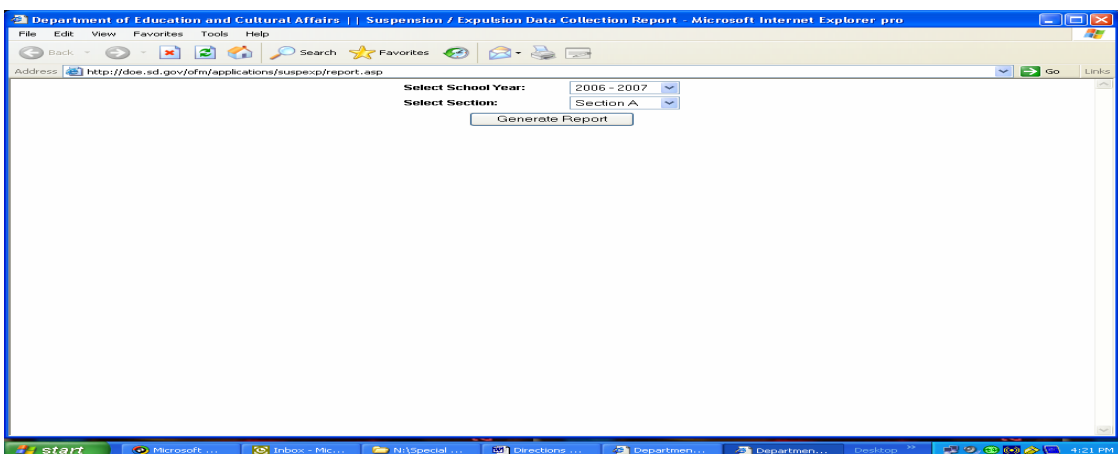 Department of Education and Cultural Affairs || Suspension / Expulsion Data Collection Report - Microsoft Internet Explorer pro
File Edit View Favorites Tools Help
Back Search Favorites
Address http://doe.sd.gov/ofm/applications/suspexp/report.asp Go Links
Select School Year: 2006 - 2007
Select Section: Section A
Generate Report
start Microsoft ... Inbox - Mic... N:\Special ... Directions ... Departmen... Departmen... Desktop » 4:21 PM